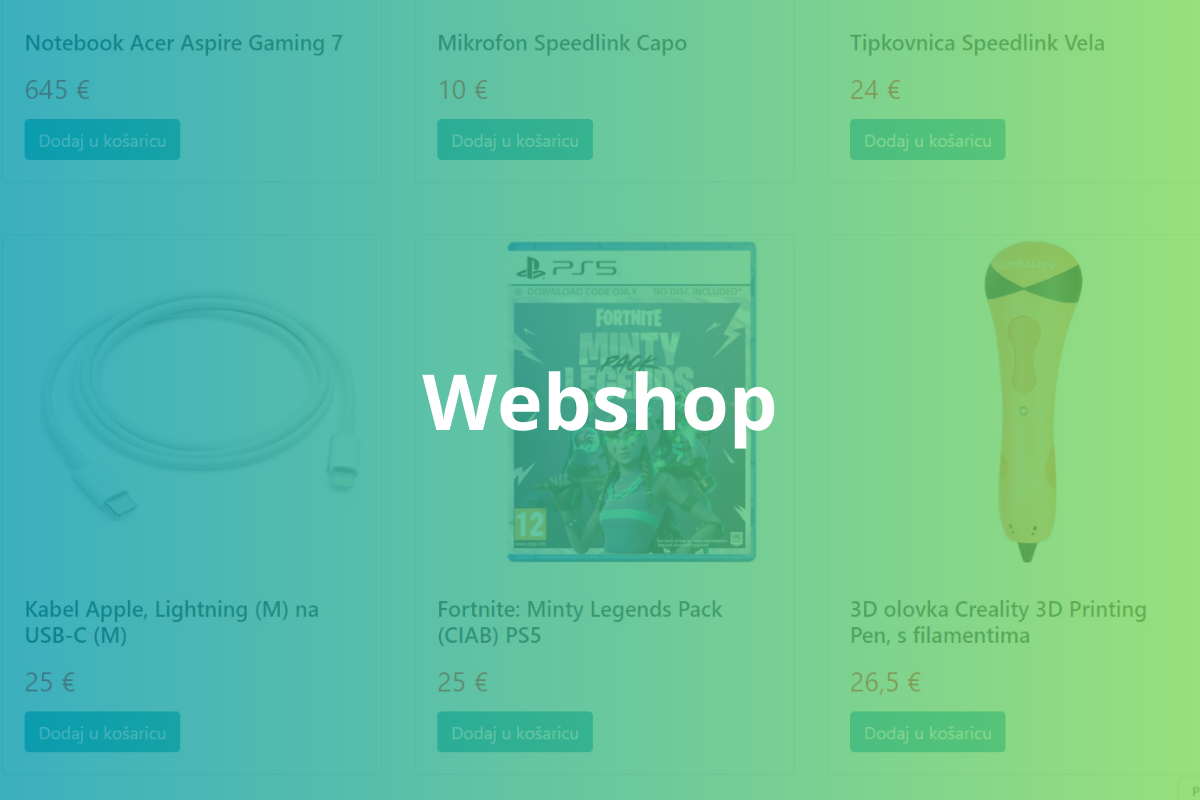 Notebook Acer Aspire Gaming 7
645 €
Dodaj u košaricu
Mikrofon Speedlink Capo
10 €
Dodaj u košaricu
Tipkovnica Speedlink Vela
24 €
Dodaj u košaricu
PS5
DOWNLOAD CODE ONLY NO DISC INCLUDED*
FORTNITE
MINTY
PACK
LEGENDS
12
CREALITY
Webshop
Kabel Apple, Lightning (M) na
USB-C (M)
25 €
Dodaj u košaricu
Fortnite: Minty Legends Pack
(CIAB) PS5
25 €
Dodaj u košaricu
3D olovka Creality 3D Printing
Pen, s filamentima
26,5 €
Dodaj u košaricu